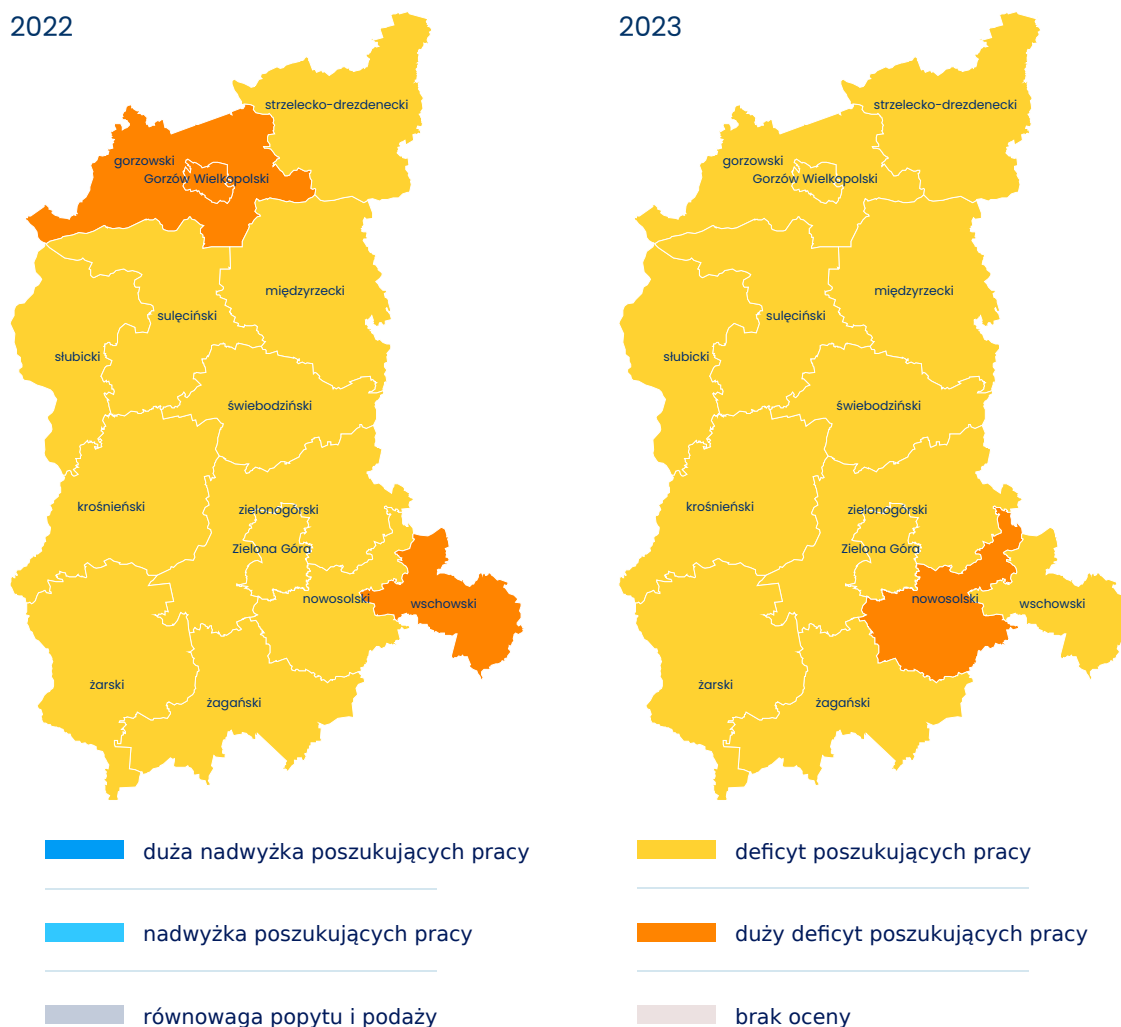 2022
strzelecko-drezdenecki
gorzowski
Gorzów Wielkopolski
międzyrzecki
sulęciński
słubicki
świebodziński
krośnieński
zielonogórski
Zielona Góra
nowosolski
wschowski
żarski
żagański
2023
strzelecko-drezdenecki
gorzowski
Gorzów Wielkopolski
międzyrzecki
sulęciński
słubicki
świebodziński
krośnieński
zielonogórski
Zielona Góra
nowosolski
wschowski
żarski
żagański
duża nadwyżka poszukujących pracy
nadwyżka poszukujących pracy
równowaga popytu i podaży
deficyt poszukujących pracy
duży deficyt poszukujących pracy
brak oceny